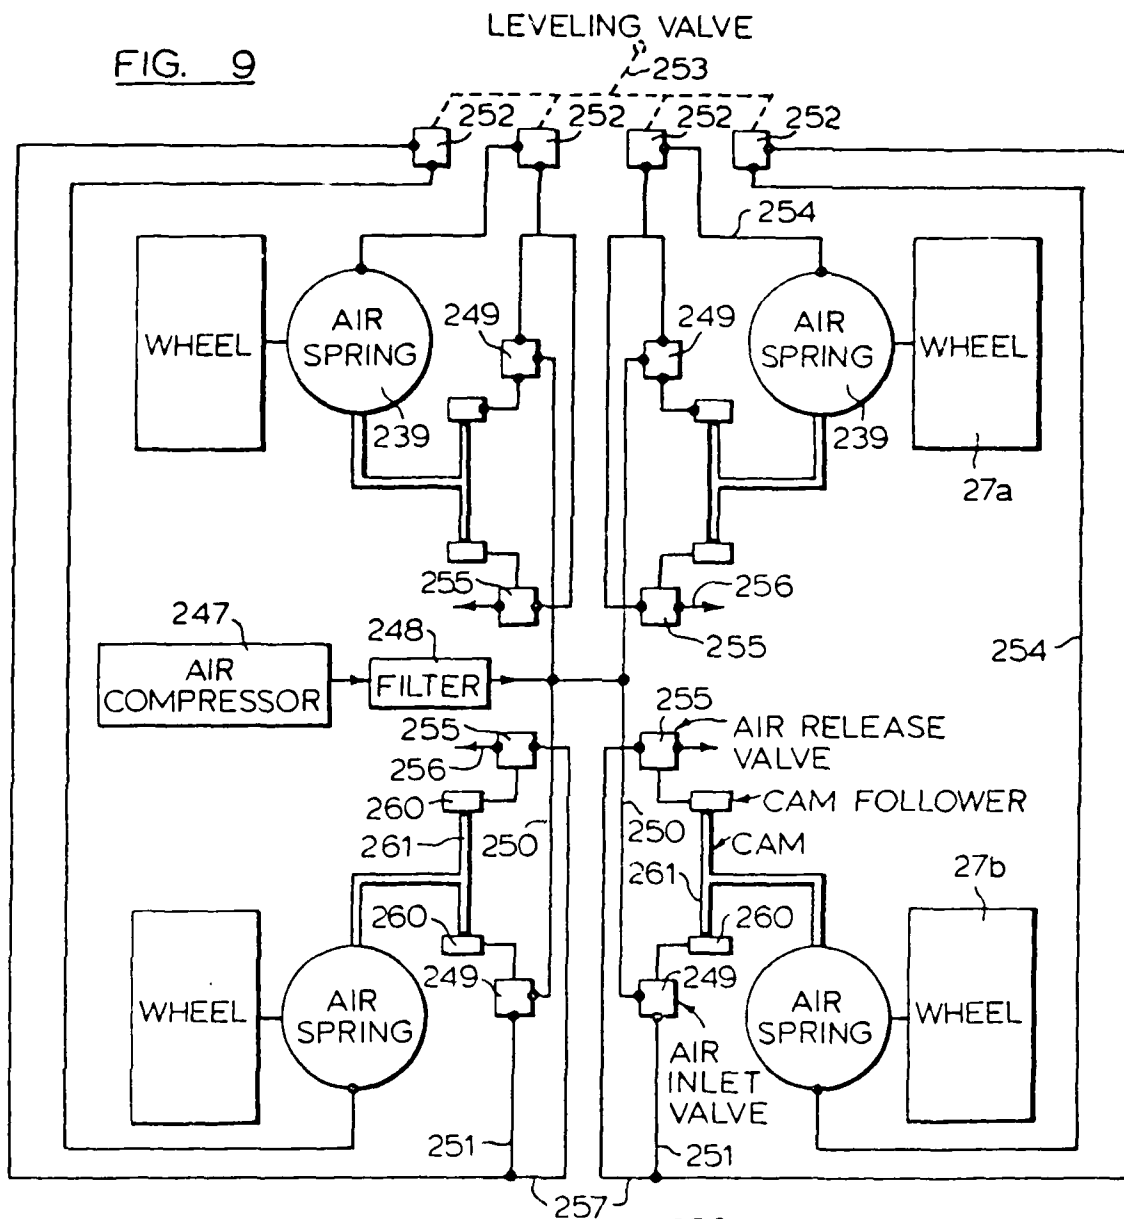 LEVELING VALVE
FIG. 9
253
252 252 252 252
254
WHEEL
AIR SPRING
249
249
AIR SPRING
WHEEL
239
239
27a
255
256
247
248
255
254
AIR COMPRESSOR
FILTER
255
255
AIR RELEASE VALVE
256
260
CAM FOLLOWER
261
250
250
CAM
261
27b
260
260
249
249
WHEEL
AIR SPRING
AIR SPRING
WHEEL
AIR INLET VALVE
251
251
257